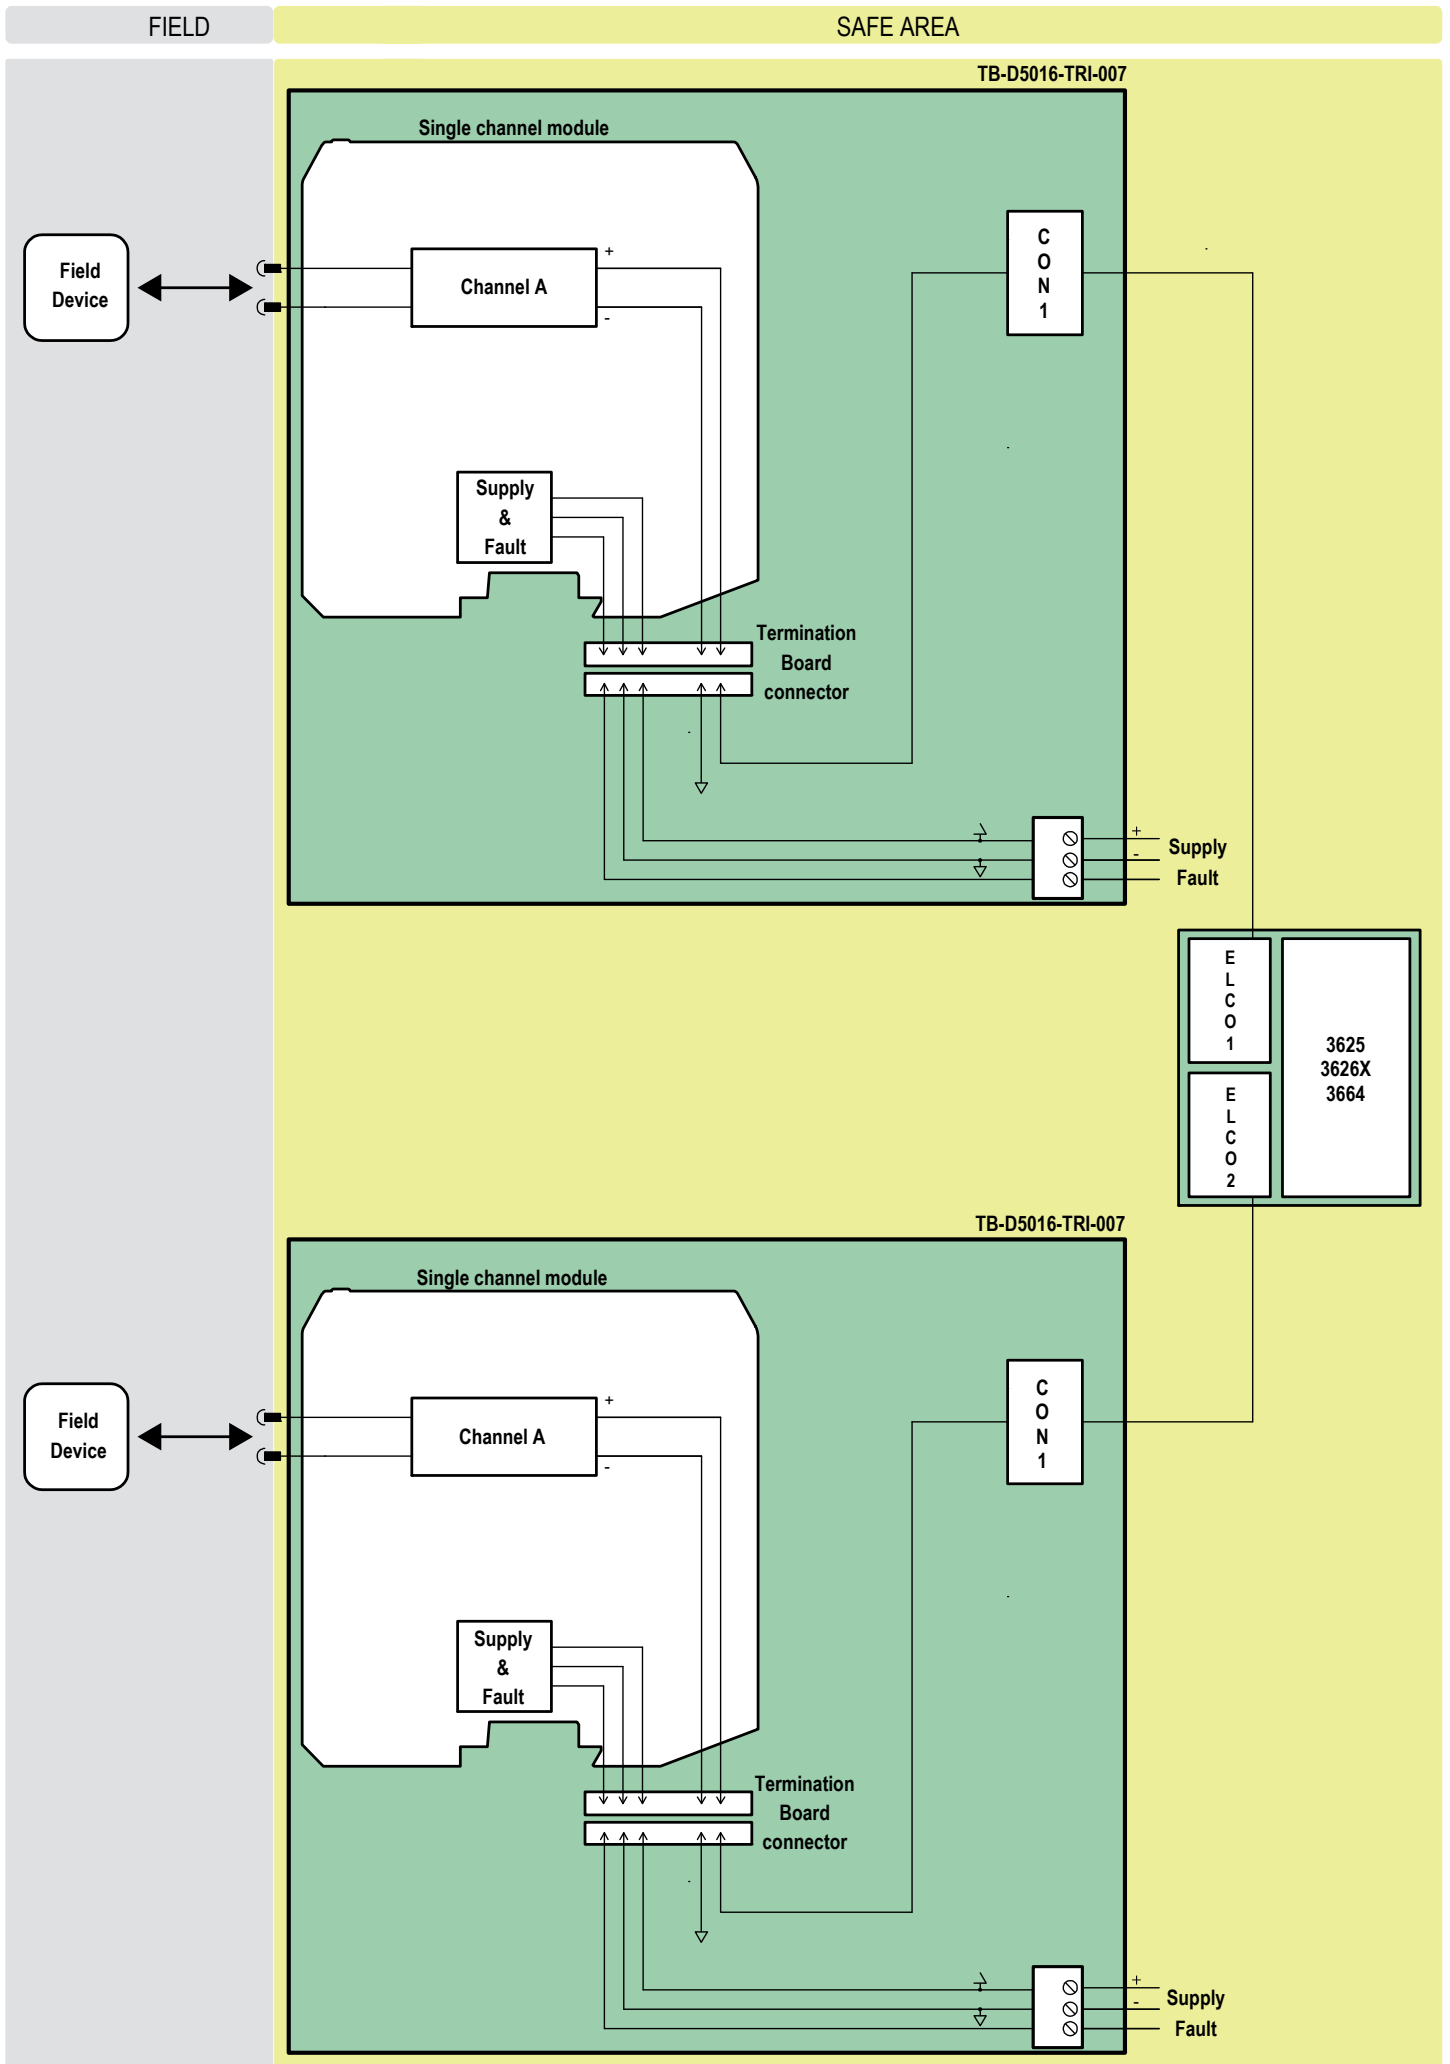 FIELD
SAFE AREA
TB-D5016-TRI-007
Single channel module
Field
Device
Channel A
+
-
C
O
N
1
Supply
&
Fault
Termination
Board
connector
+
-
Supply
Fault
E
L
C
O
1
E
L
C
O
2
3625
3626X
3664
TB-D5016-TRI-007
Single channel module
Field
Device
Channel A
+
-
C
O
N
1
Supply
&
Fault
Termination
Board
connector
+
-
Supply
Fault